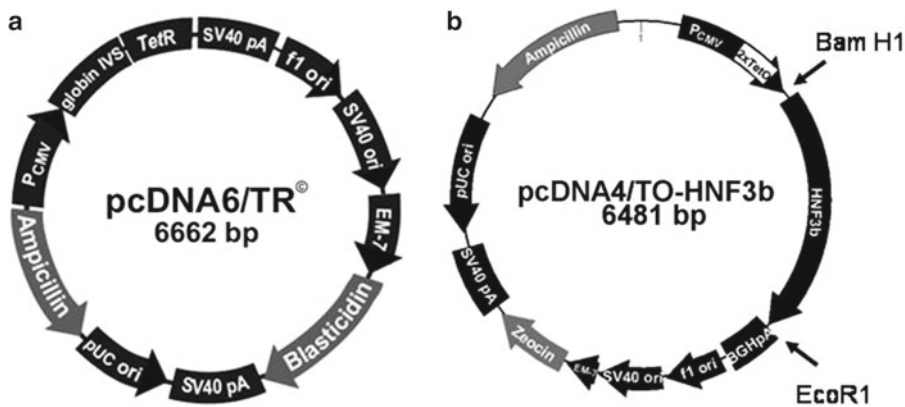 a
PCMV
globin IVS
TetR
SV40 pA
f1 ori
SV40 ori
EM-7
Blasticidin
SV40 pA
pUC ori
Ampicillin
pcDNA6/TR©
6662 bp
b
Ampicillin
1
PCMV
2xTetO
Bam H1
HNF3b
EcoR1
BGHpA
f1 ori
SV40 ori
EM-7
Zeocin
SV40 pA
pUC ori
pcDNA4/TO-HNF3b
6481 bp